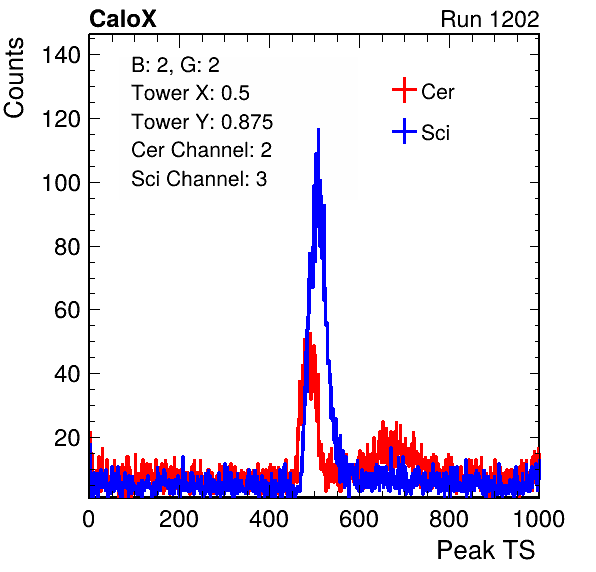 CaloX Run 1202
Counts
140
120
100
80
60
40
20
B: 2, G: 2
Tower X: 0.5
Tower Y: 0.875
Cer Channel: 2
Sci Channel: 3
Cer
Sci
0 200 400 600 800 1000
Peak TS